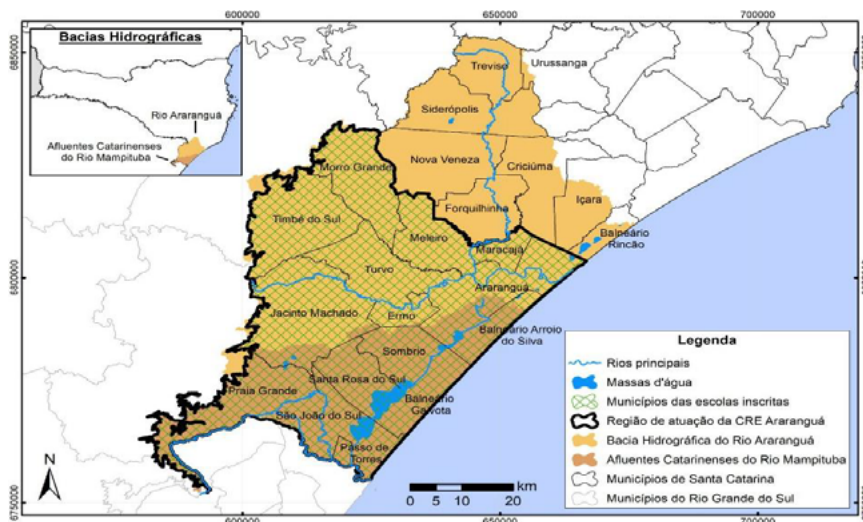 600000
650000
700000
Bacias Hidrográficas
Rio Araranguá
Afluentes Catarinenses
do Rio Mampituba
6850000
Treviso
Urussanga
Siderópolis
Nova Veneza
Criciúma
Morro Grande
Forquilhinha
Içara
Timbé do Sul
Meleiro
Balneário
Rincão
Maracajá
Turvo
6800000
Araranguá
Jacinto Machado
Ermo
Balneário Arroio
do Silva
Sombrio
Praia Grande
Santa Rosa do Sul
Balneário
Gaivota
São João do Sul
Passo de
Torres
N
km
0 10 20
6750000
600000
650000
700000
Legenda
Rios principais
Massas d'água
Municípios das escolas inscritas
Região de atuação da CRE Araranguá
Bacia Hidrográfica do Rio Araranguá
Afluentes Catarinenses do Rio Mampituba
Municípios de Santa Catarina
Municípios do Rio Grande do Sul